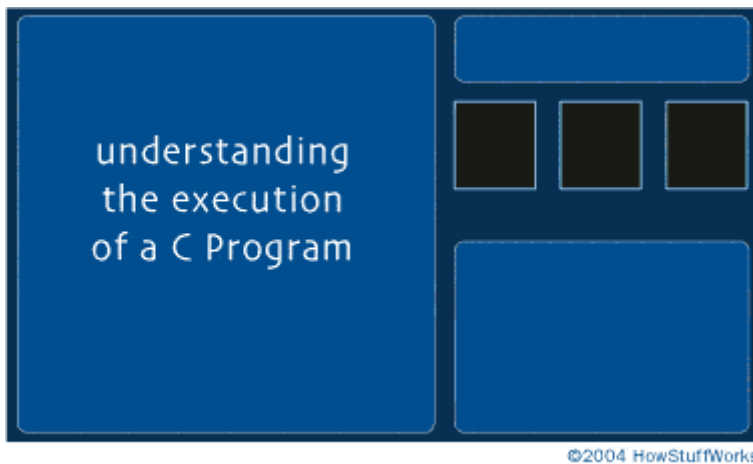 understanding
the execution
of a C Program
©2004 HowStuffWorks